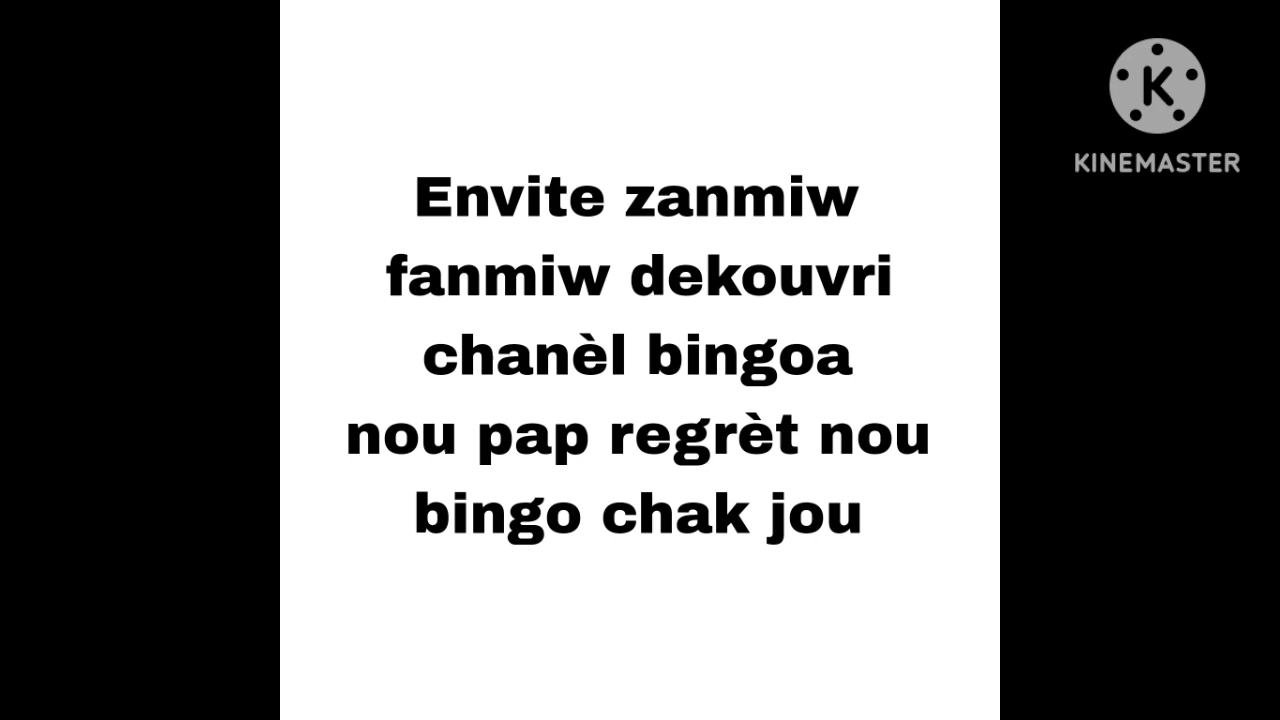 KINEMASTER
Envite zanmiw
fanmiw dekouvri
chanèl bingoa
nou pap regrèt nou
bingo chak jou